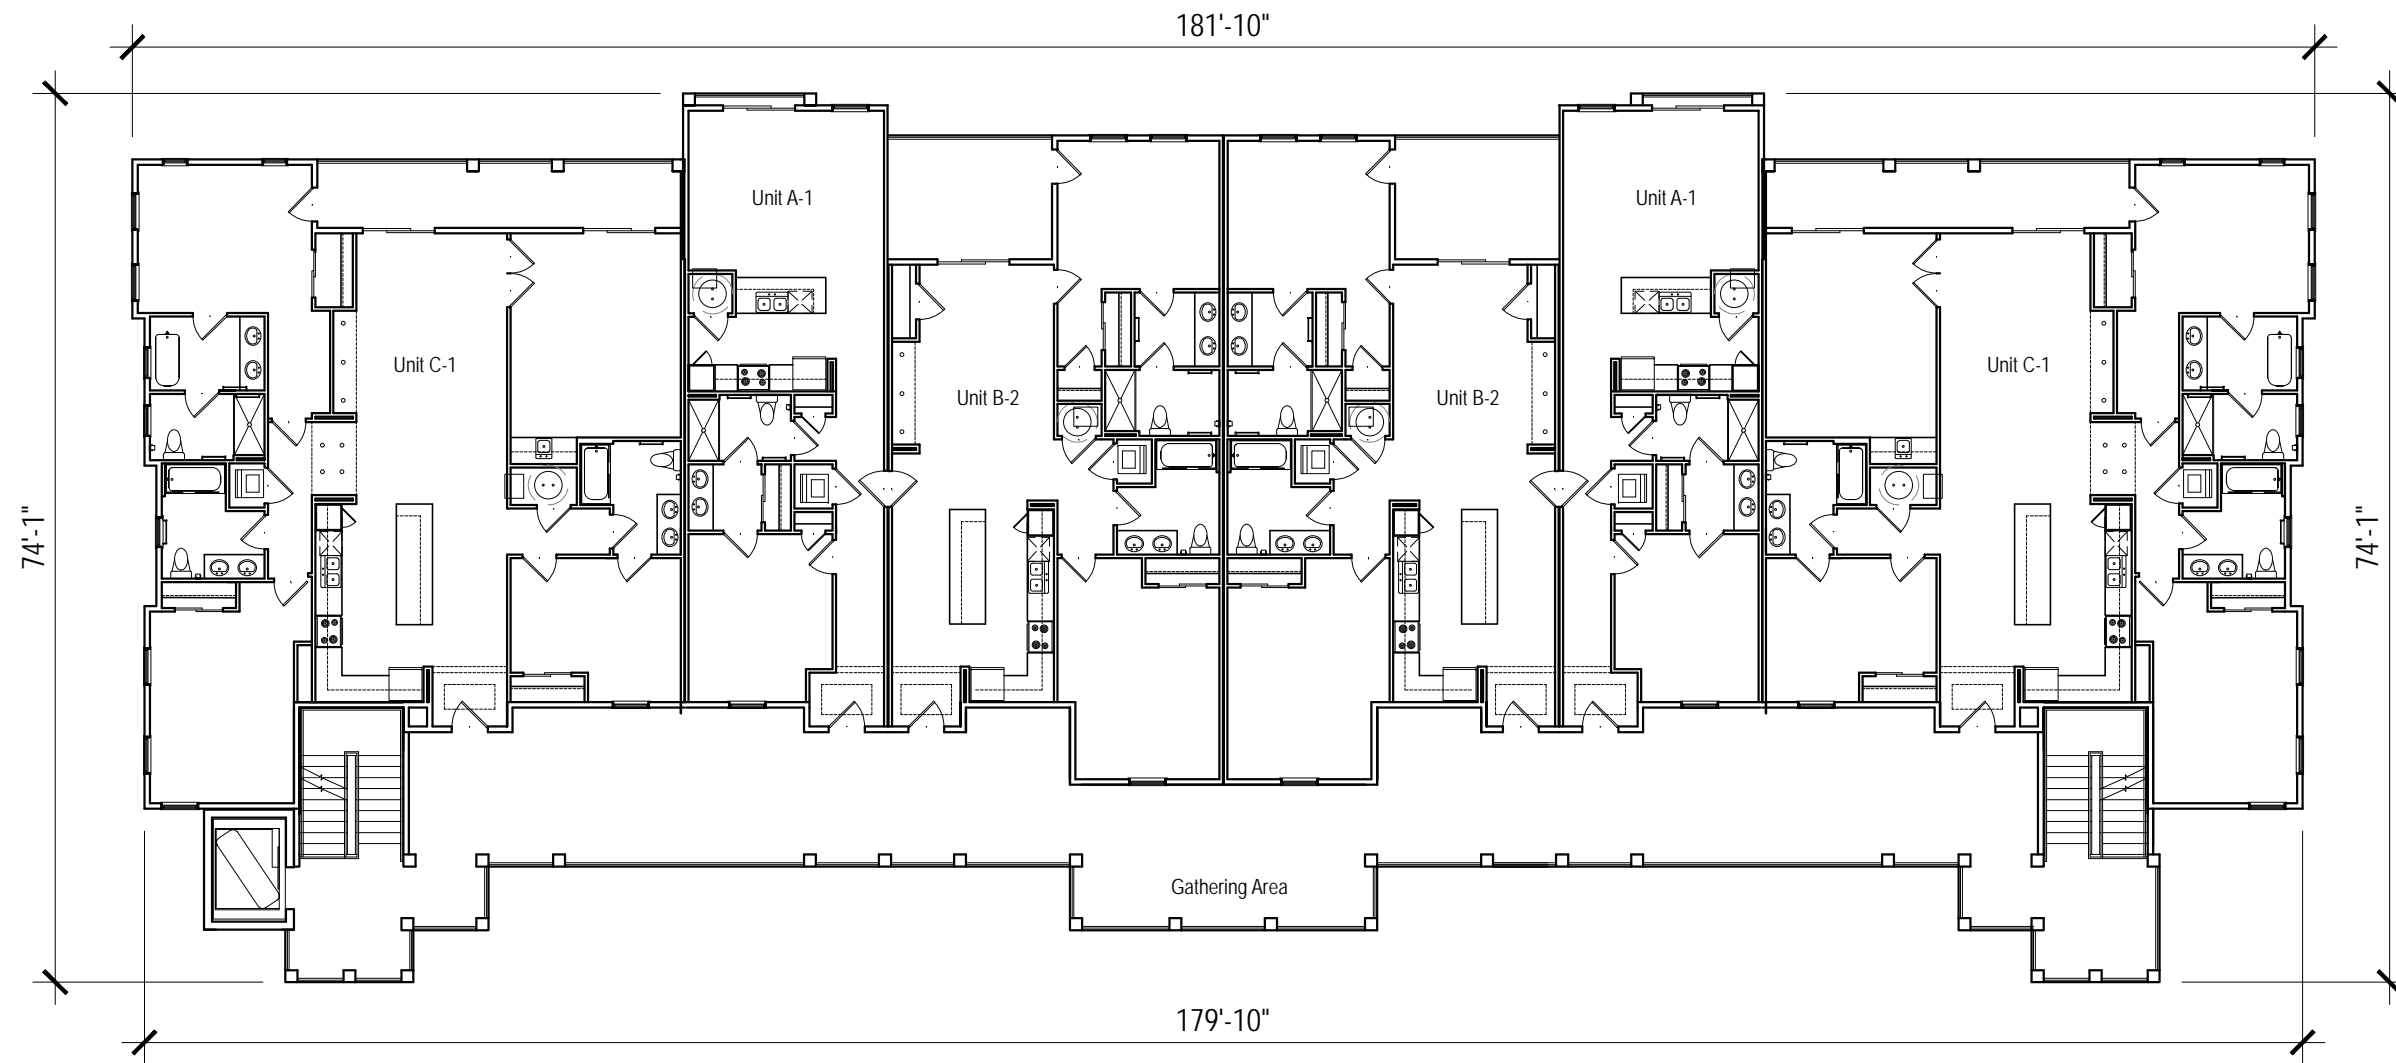 181'-10"
Unit A-1
Unit A-1
Unit C-1
Unit C-1
Unit B-2
Unit B-2
74'-1"
74'-1"
Gathering Area
179'-10"